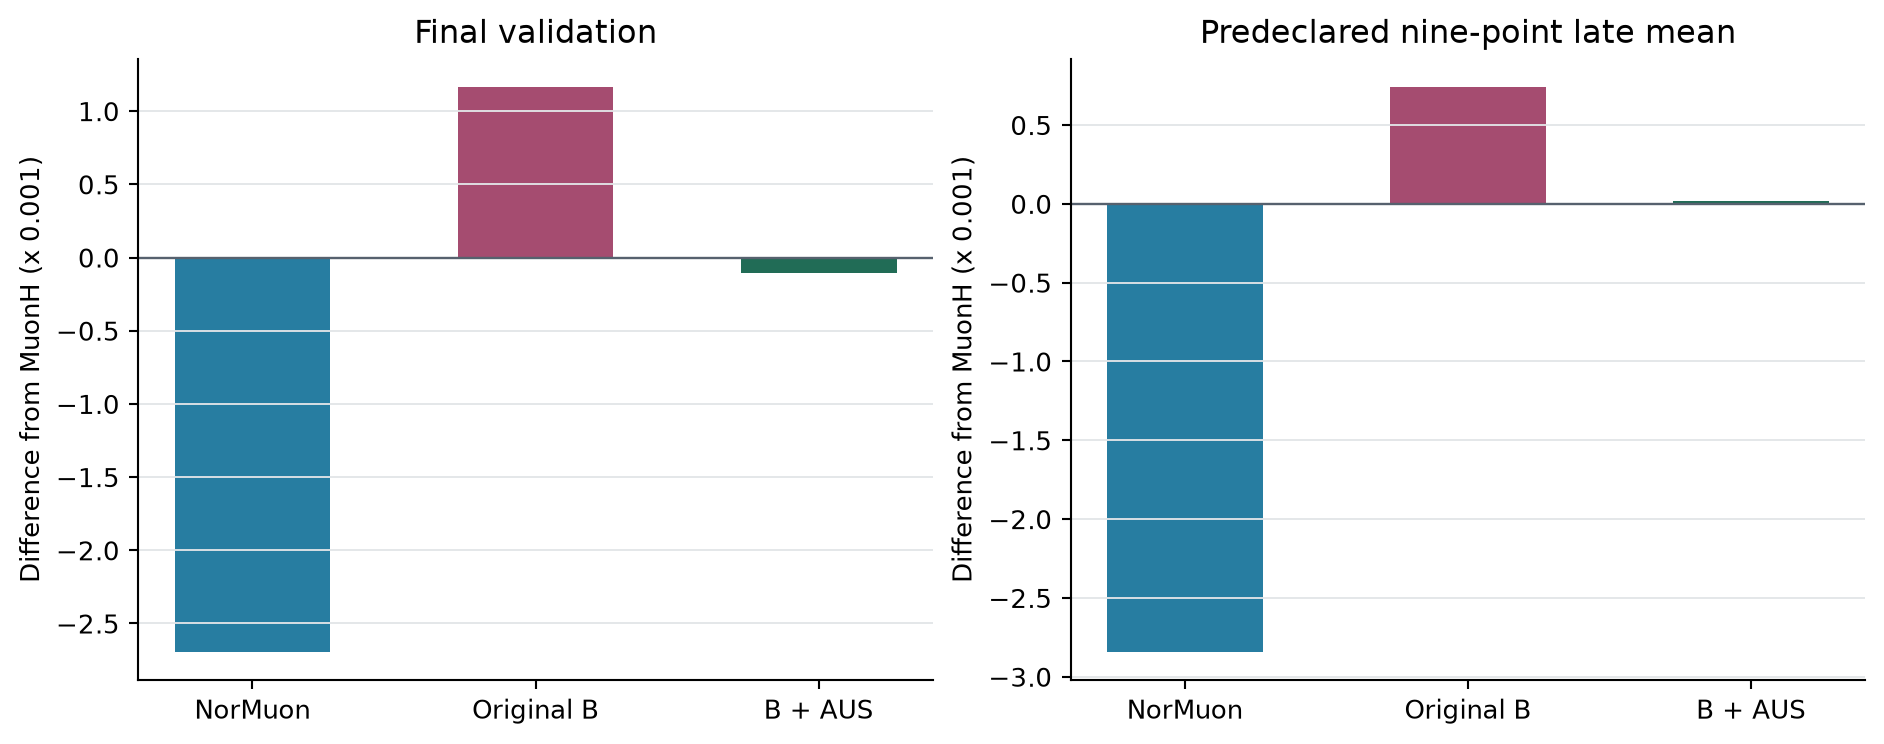 Final validation
Difference from MuonH (x 0.001)
1.0
0.5
0.0
−0.5
−1.0
−1.5
−2.0
−2.5
NorMuon
Original B
B + AUS
Predeclared nine-point late mean
Difference from MuonH (x 0.001)
0.5
0.0
−0.5
−1.0
−1.5
−2.0
−2.5
−3.0
NorMuon
Original B
B + AUS